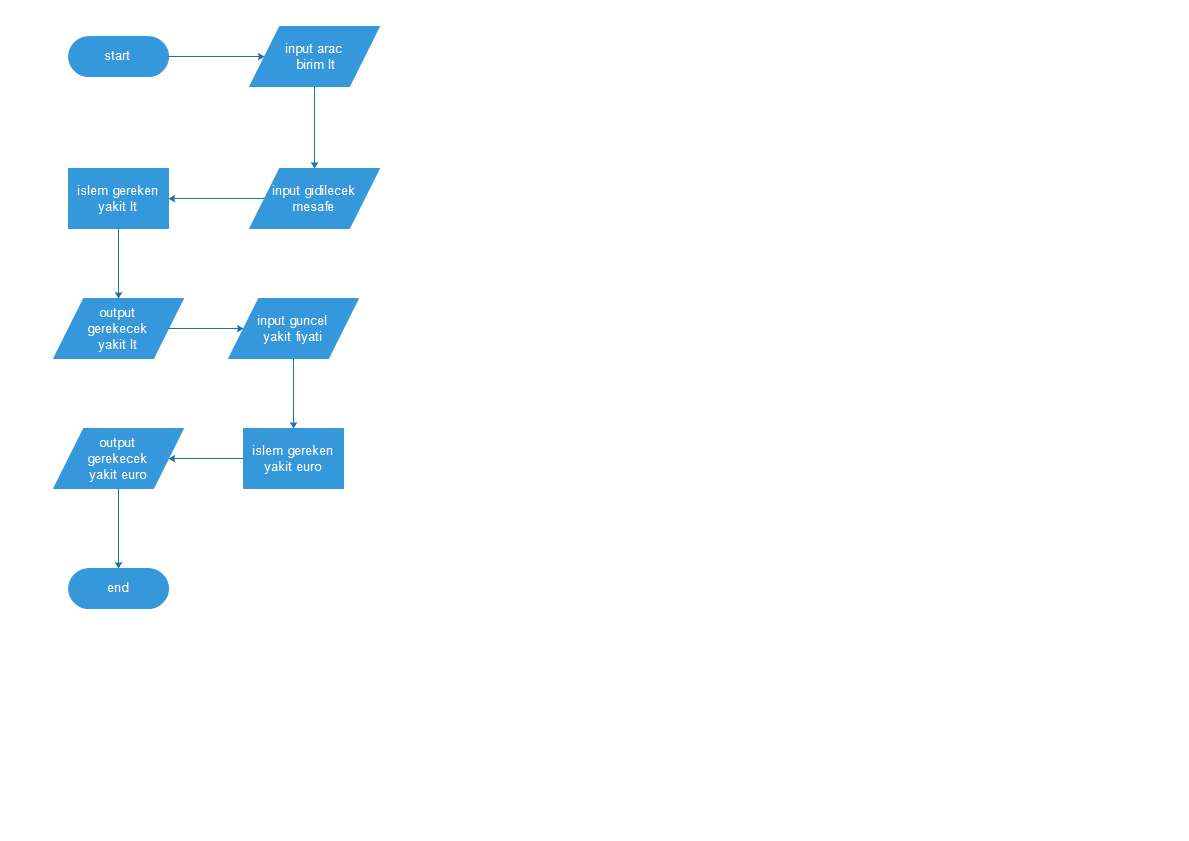 start
input arac
birim lt
input gidilecek
mesafe
islem gereken
yakit lt
output
gerekecek
yakit lt
input guncel
yakit fiyati
islem gereken
yakit euro
output
gerekecek
yakit euro
end